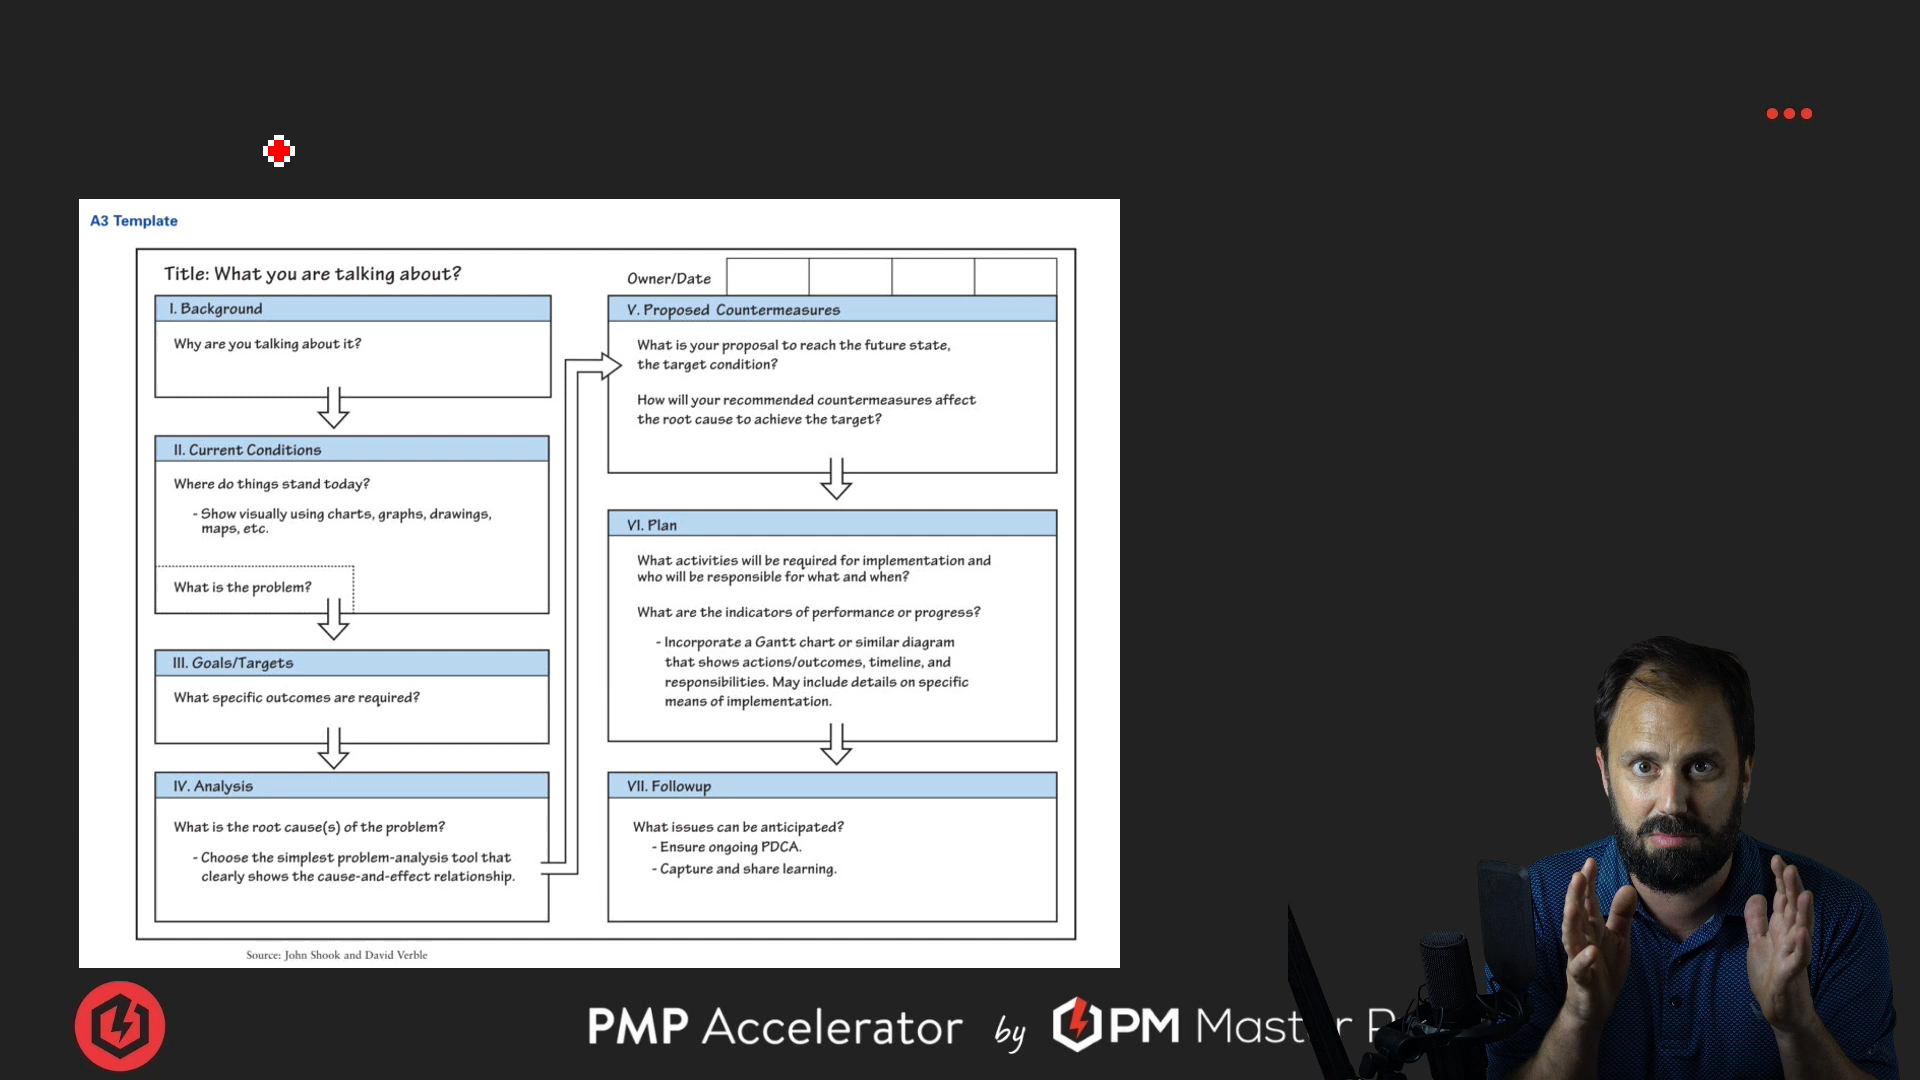 A3 Template
Title: What you are talking about?
Owner/Date
I. Background
Why are you talking about it?
II. Current Conditions
Where do things stand today?
- Show visually using charts, graphs, drawings,
maps, etc.
What is the problem?
III. Goals/Targets
What specific outcomes are required?
IV. Analysis
What is the root cause(s) of the problem?
- Choose the simplest problem-analysis tool that
clearly shows the cause-and-effect relationship.
V. Proposed Countermeasures
What is your proposal to reach the future state,
the target condition?
How will your recommended countermeasures affect
the root cause to achieve the target?
VI. Plan
What activities will be required for implementation and
who will be responsible for what and when?
What are the indicators of performance or progress?
- Incorporate a Gantt chart or similar diagram
that shows actions/outcomes, timeline, and
responsibilities. May include details on specific
means of implementation.
VII. Followup
What issues can be anticipated?
- Ensure ongoing PDCA.
- Capture and share learning.
Source: John Shook and David Verble
PMP Accelerator by PM